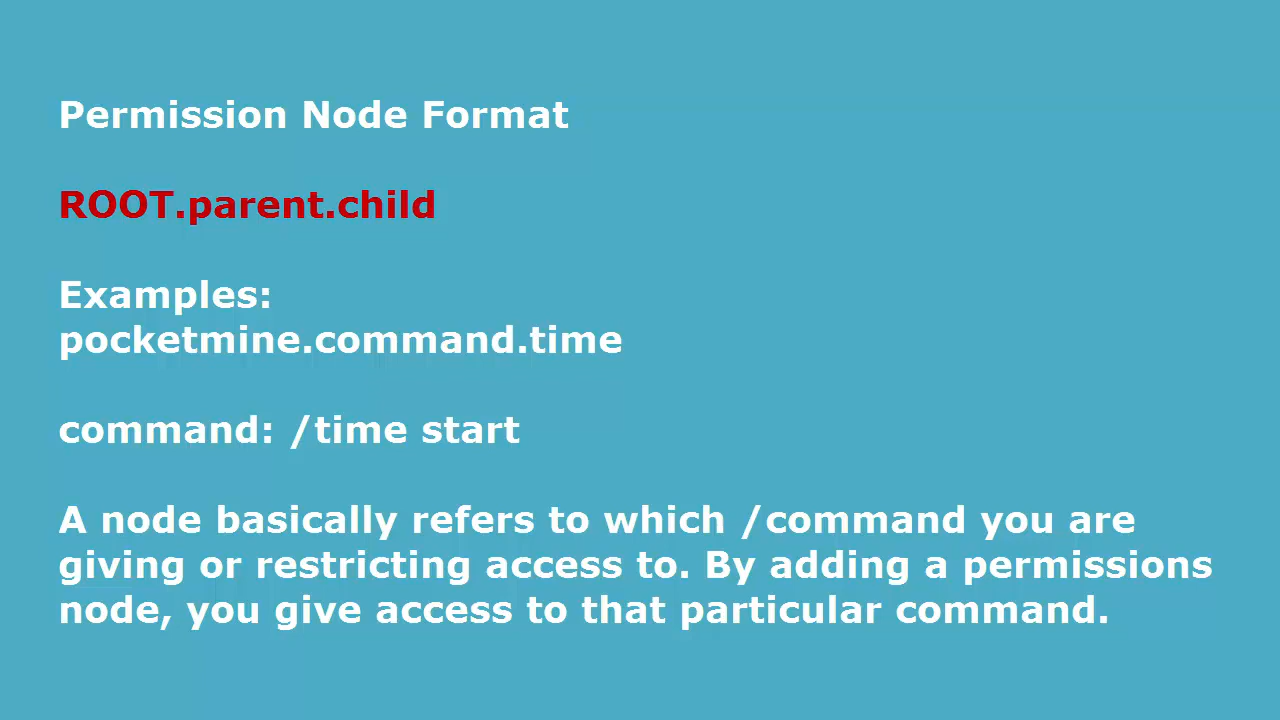 Permission Node Format
ROOT.parent.child
Examples:
pocketmine.command.time
command: /time start
A node basically refers to which /command you are
giving or restricting access to. By adding a permissions
node, you give access to that particular command.